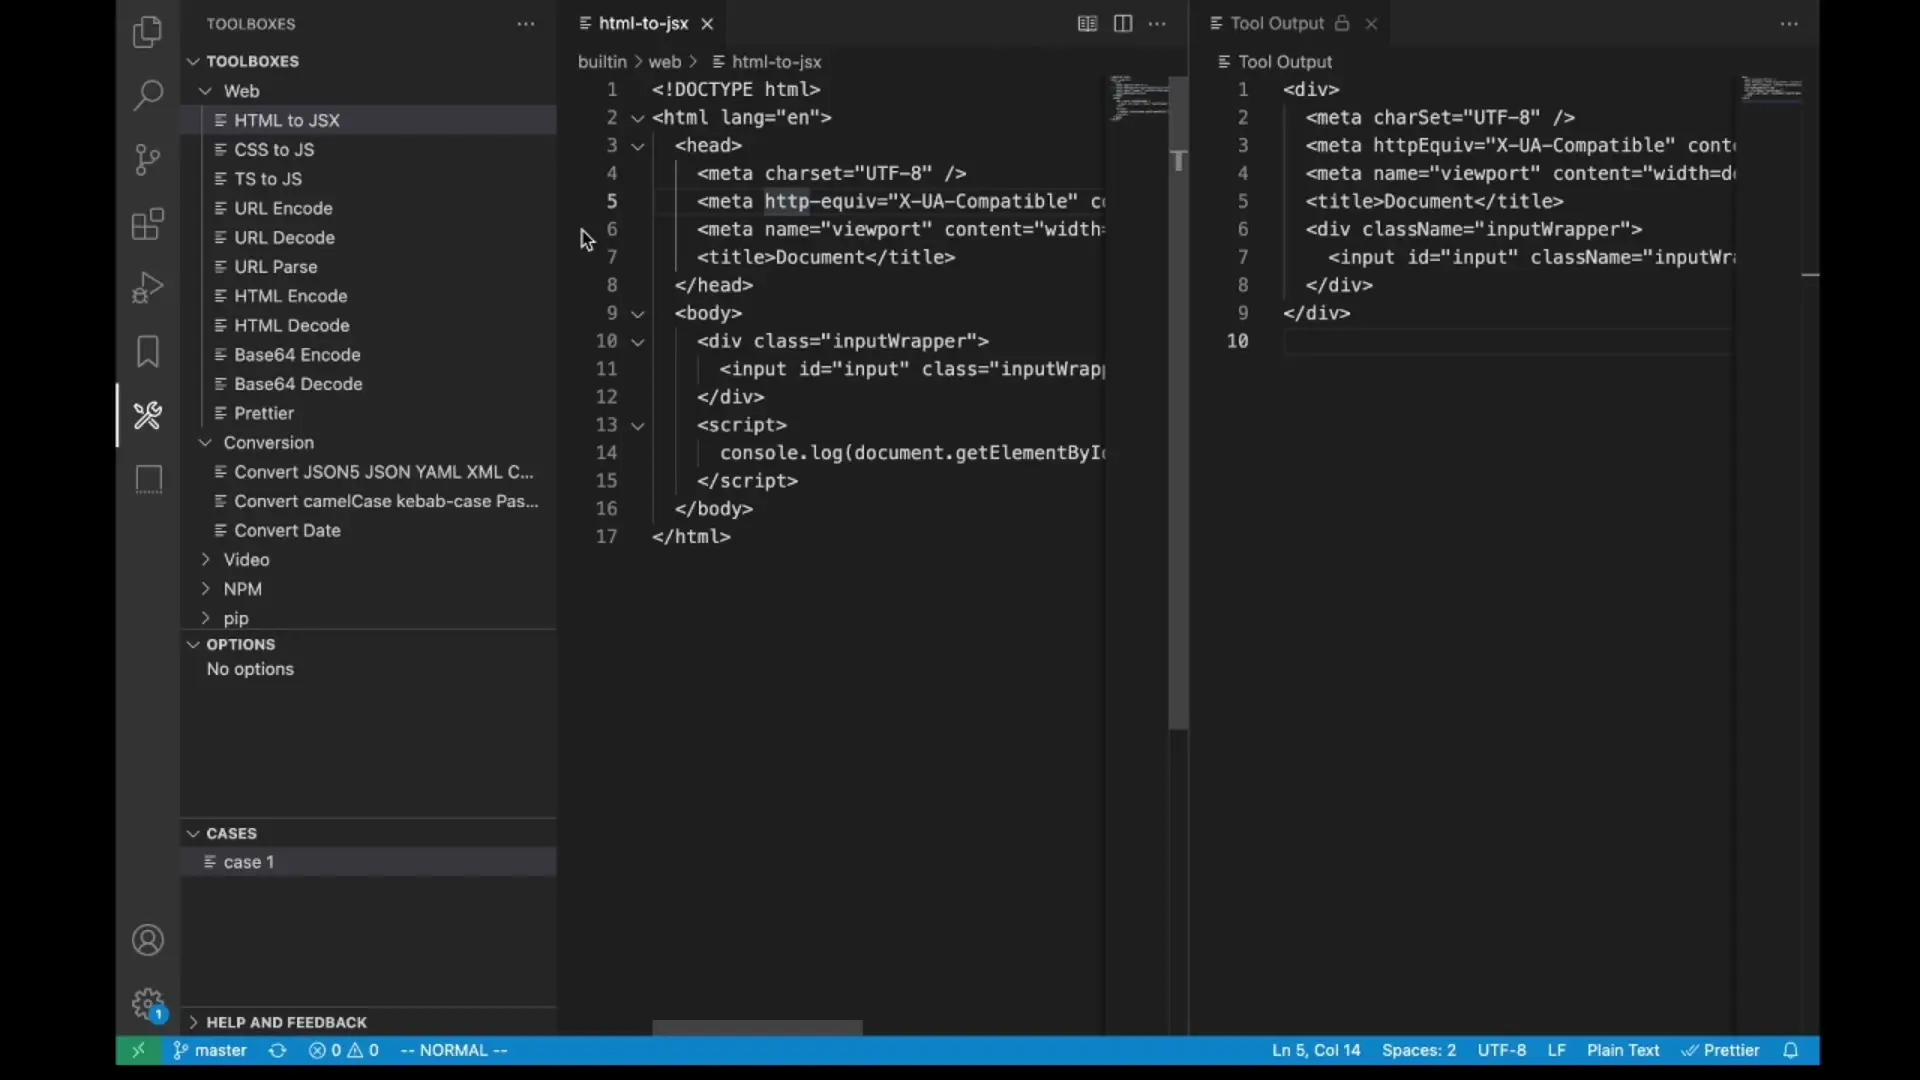 TOOLBOXES
TOOLBOXES
Web
HTML to JSX
CSS to JS
TS to JS
URL Encode
URL Decode
URL Parse
HTML Encode
HTML Decode
Base64 Encode
Base64 Decode
Prettier
Conversion
Convert JSON5 JSON YAML XML C...
Convert camelCase kebab-case Pas...
Convert Date
Video
NPM
pip
OPTIONS
No options
CASES
case 1
HELP AND FEEDBACK
1
html-to-jsx
builtin > web > html-to-jsx
1 <!DOCTYPE html>
2 <html lang="en">
3 <head>
4 <meta charset="UTF-8" />
5 <meta http-equiv="X-UA-Compatible" co
6 <meta name="viewport" content="width=
7 <title>Document</title>
8 </head>
9 <body>
10 <div class="inputWrapper">
11 <input id="input" class="inputWrapp
12 </div>
13 <script>
14 console.log(document.getElementById
15 </script>
16 </body>
17 </html>
Tool Output
Tool Output
1 <div>
2 <meta charSet="UTF-8" />
3 <meta httpEquiv="X-UA-Compatible" conte
4 <meta name="viewport" content="width=de
5 <title>Document</title>
6 <div className="inputWrapper">
7 <input id="input" className="inputWra
8 </div>
9 </div>
10
master
0 0
-- NORMAL --
Ln 5, Col 14
Spaces: 2
UTF-8
LF
Plain Text
Prettier